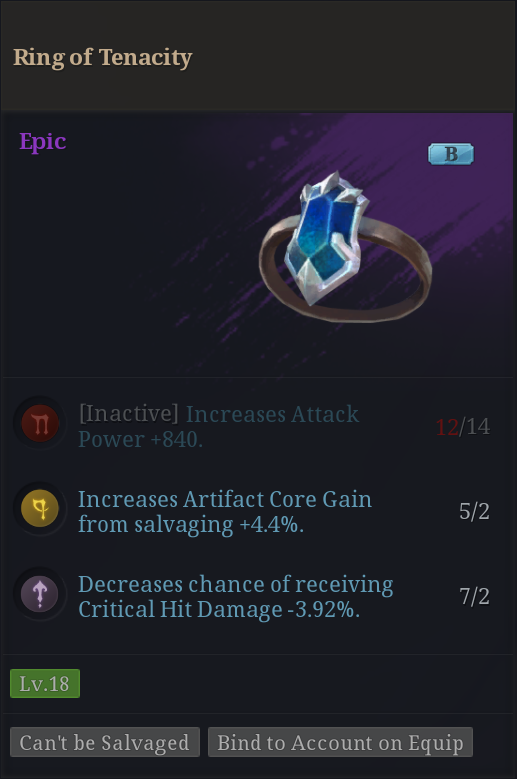 Ring of Tenacity
Epic
B
[Inactive] Increases Attack
Power +840.
12/14
Increases Artifact Core Gain
from salvaging +4.4%.
5/2
Decreases chance of receiving
Critical Hit Damage -3.92%.
7/2
Lv.18
Can't be Salvaged
Bind to Account on Equip